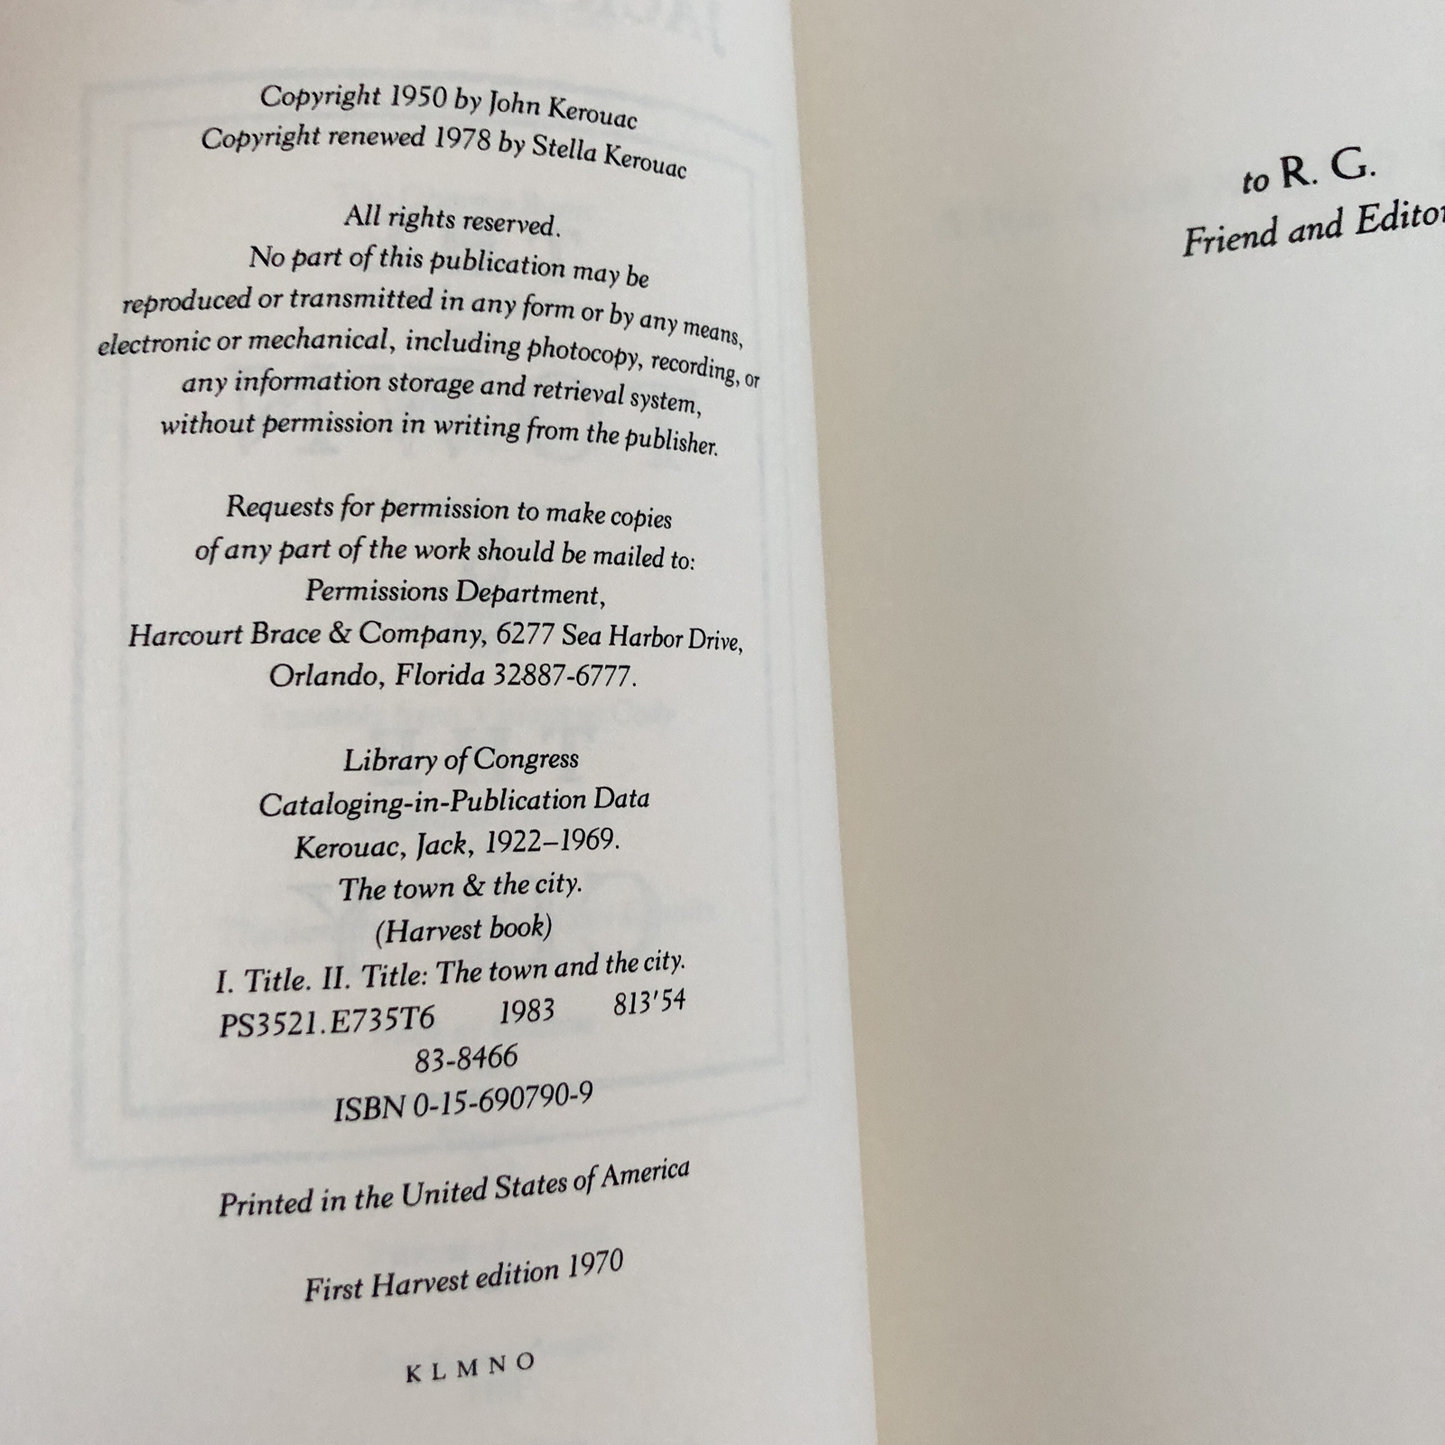 Copyright 1950 by John Kerouac
Copyright renewed 1978 by Stella Kerouac
All rights reserved.
No part of this publication may be
reproduced or transmitted in any form or by any means,
electronic or mechanical, including photocopy, recording, or
any information storage and retrieval system,
without permission in writing from the publisher.
Requests for permission to make copies
of any part of the work should be mailed to:
Permissions Department,
Harcourt Brace & Company, 6277 Sea Harbor Drive,
Orlando, Florida 32887-6777.
Library of Congress
Cataloging-in-Publication Data
Kerouac, Jack, 1922–1969.
The town & the city.
(Harvest book)
I. Title. II. Title: The town and the city.
PS3521.E735T6 1983 813'54
83-8466
ISBN 0-15-690790-9
Printed in the United States of America
First Harvest edition 1970
K L M N O
to R. G.
Friend and Editor